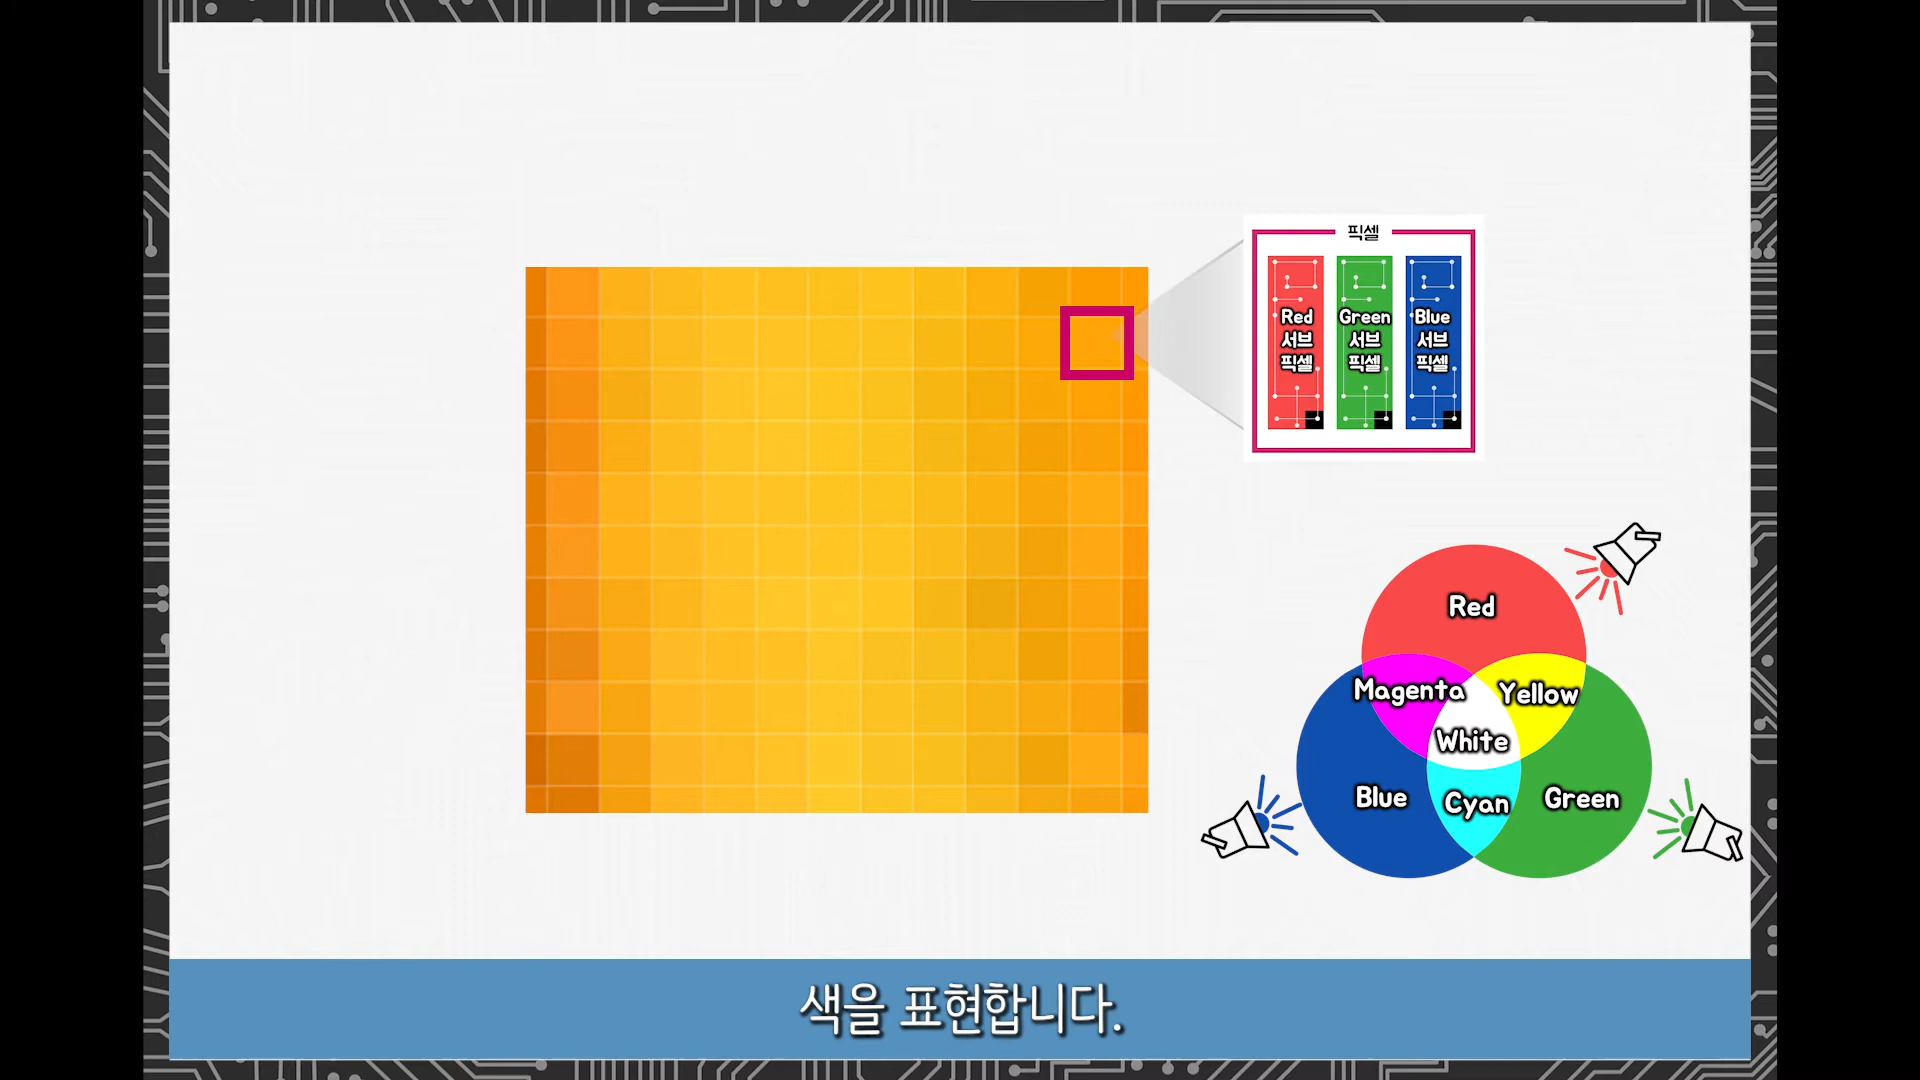 픽셀
Red
서브
픽셀
Green
서브
픽셀
Blue
서브
픽셀
Red
Magenta
Yellow
White
Blue
Cyan
Green
색을 표현합니다.